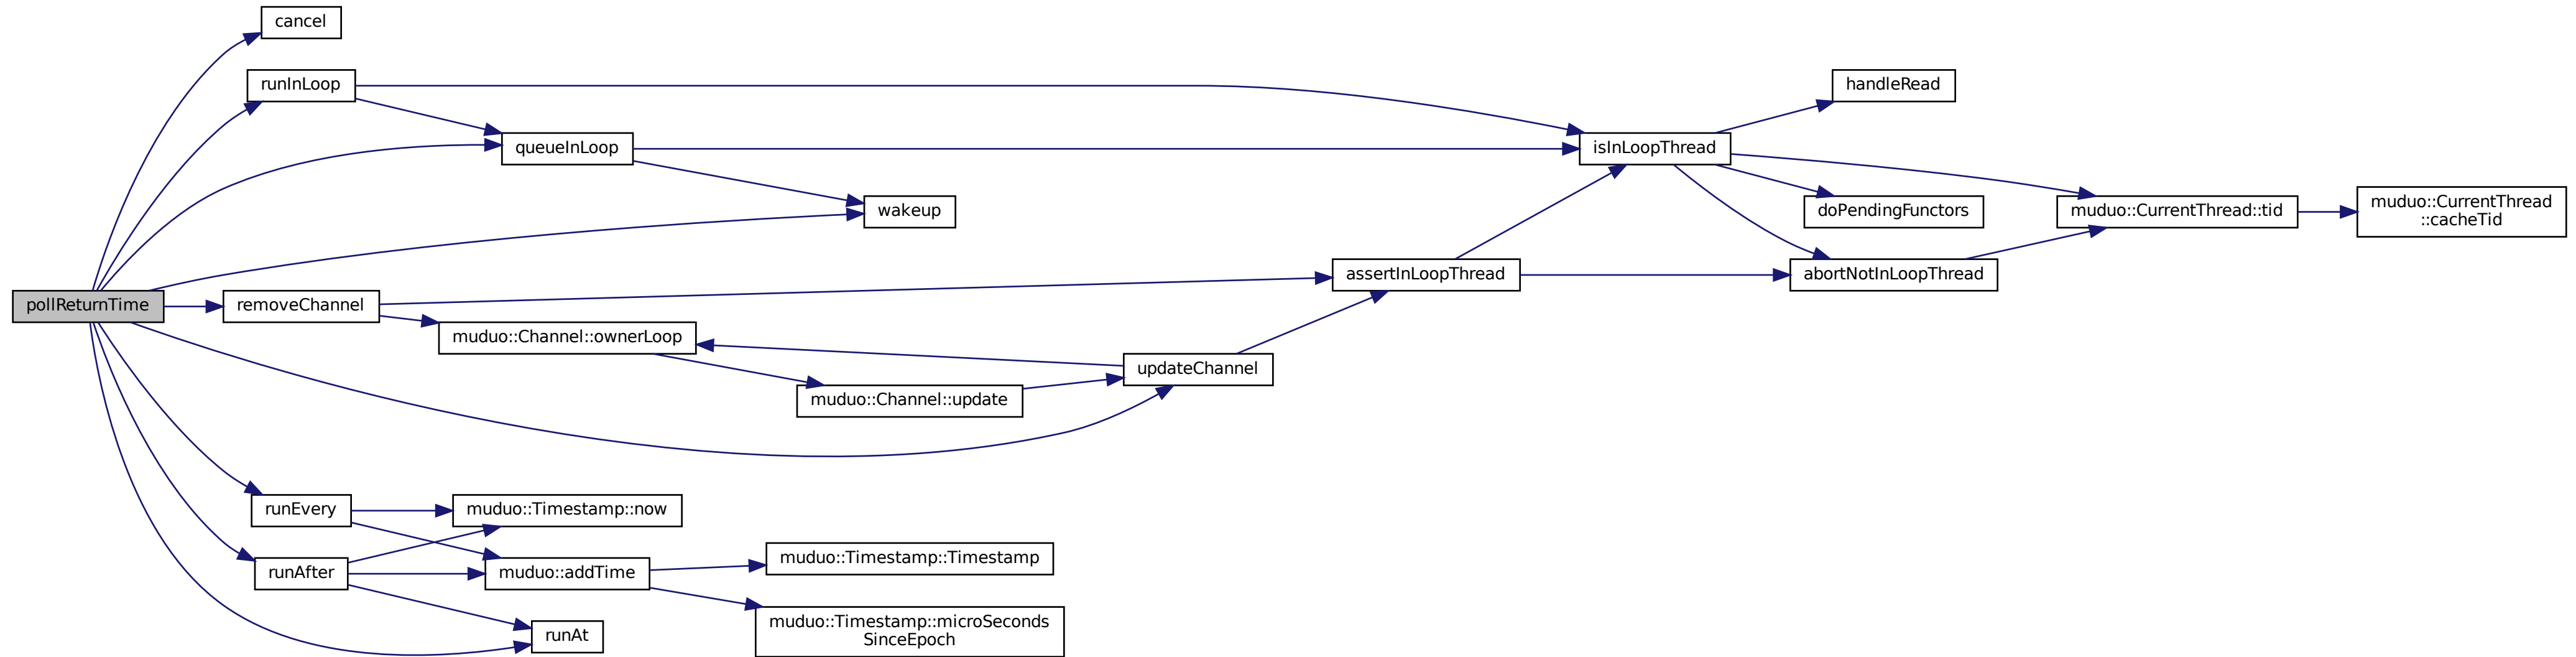 cancel
runInLoop
handleRead
queueInLoop
isInLoopThread
wakeup
doPendingFunctors
muduo::CurrentThread::tid
muduo::CurrentThread
::cacheTid
assertInLoopThread
abortNotInLoopThread
pollReturnTime
removeChannel
muduo::Channel::ownerLoop
updateChannel
muduo::Channel::update
runEvery
muduo::Timestamp::now
muduo::Timestamp::Timestamp
runAfter
muduo::addTime
muduo::Timestamp::microSeconds
SinceEpoch
runAt